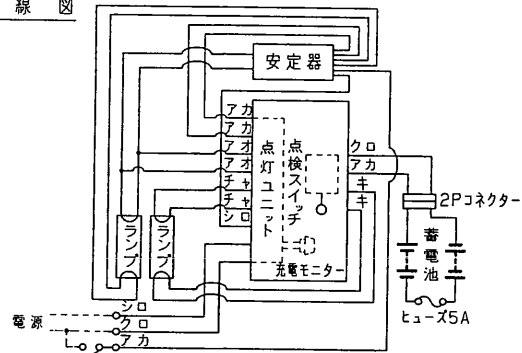 線 図
安定器
アカ
アカ
アオ
アオ
チャ
チャ
シロ
点灯ユニット
点検スイッチ
充電モニター
クロ
アカ
キ
キ
2Pコネクター
蓄電池
ヒューズ5A
ランプ
ランプ
電源
シロ
クロ
アカ